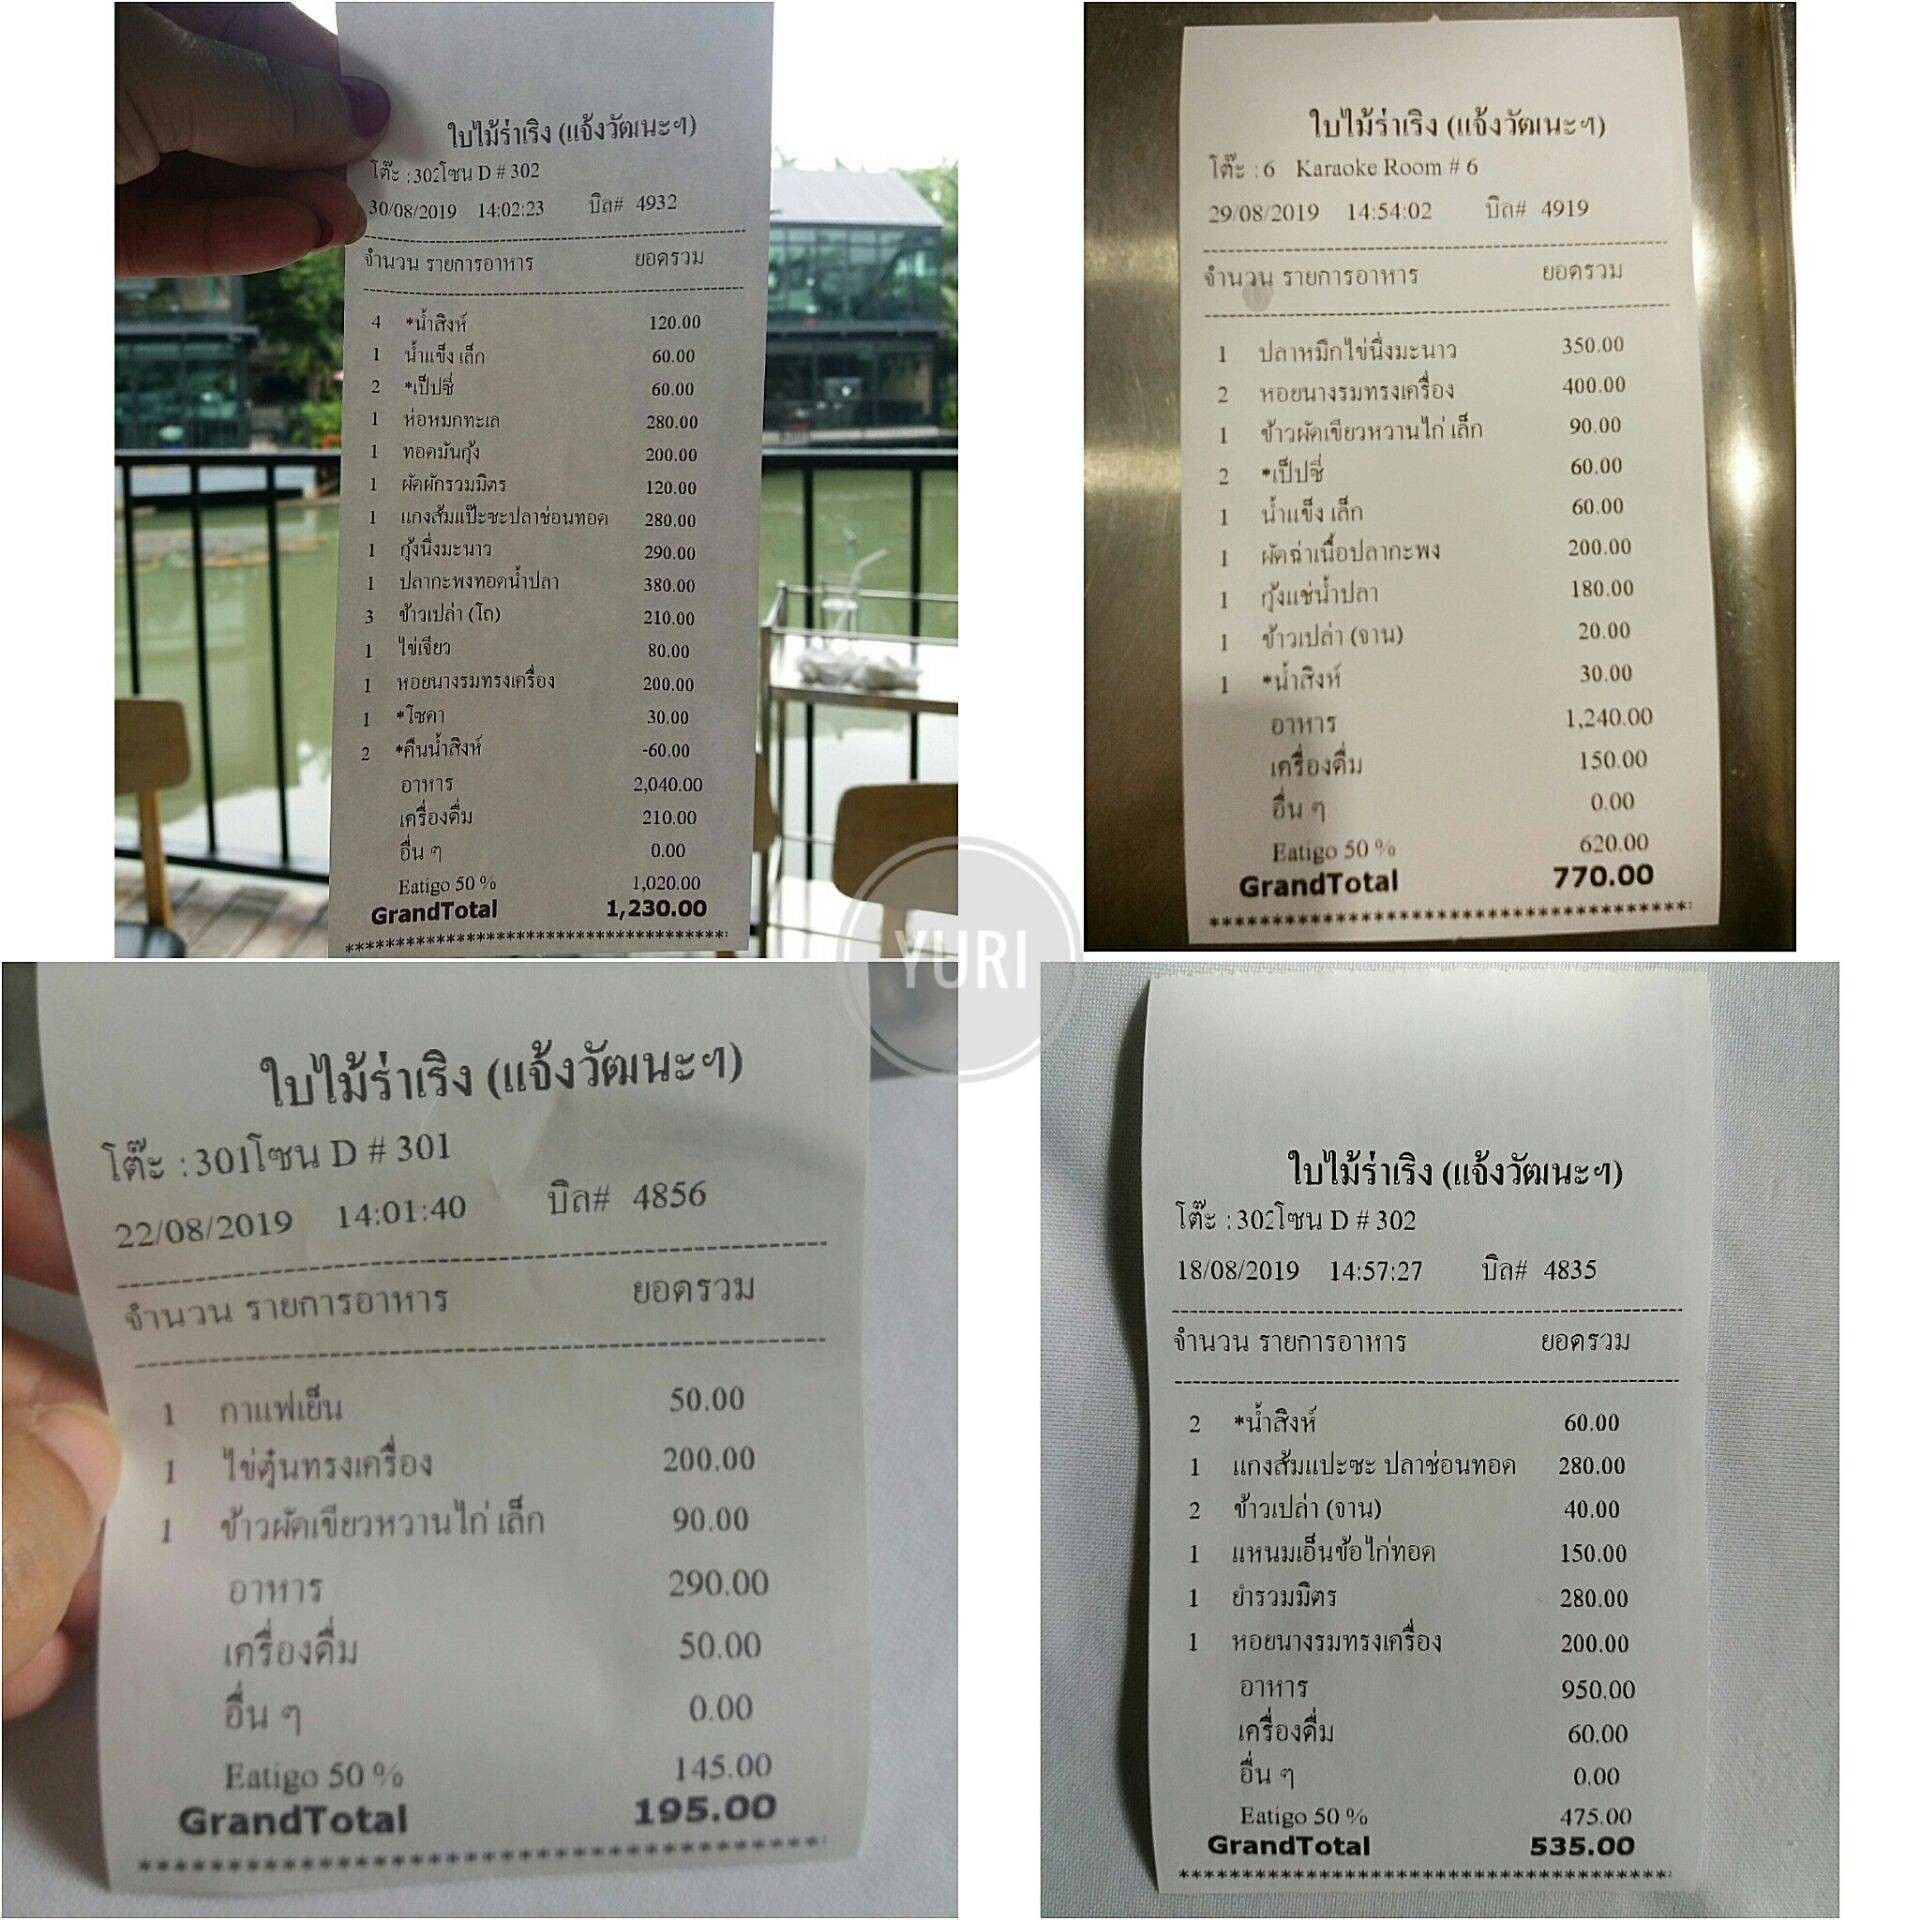 ใบไม้ร่าเริง (แจ้งวัฒนะฯ)
โต๊ะ :302โซน D # 302
30/08/2019 14:02:23 บิล# 4932
จำนวน รายการอาหาร ยอดรวม
4 *น้ำสิงห์ 120.00
1 น้ำแข็ง เล็ก 60.00
2 *เป็ปซี่ 60.00
1 ห่อหมกทะเล 280.00
1 ทอดมันกุ้ง 200.00
1 ผัดผักรวมมิตร 120.00
1 แกงส้มแป๊ะซะปลาช่อนทอด 280.00
1 กุ้งนึ่งมะนาว 290.00
1 ปลากะพงทอดน้ำปลา 380.00
3 ข้าวเปล่า (โถ) 210.00
1 ไข่เจียว 80.00
1 หอยนางรมทรงเครื่อง 200.00
1 *โซดา 30.00
2 *คืนน้ำสิงห์ -60.00
อาหาร 2,040.00
เครื่องดื่ม 210.00
อื่น ๆ 0.00
Eatigo 50 % 1,020.00
GrandTotal 1,230.00
ใบไม้ร่าเริง (แจ้งวัฒนะฯ)
โต๊ะ : 6 Karaoke Room # 6
29/08/2019 14:54:02 บิล# 4919
จำนวน รายการอาหาร ยอดรวม
1 ปลาหมึกไข่นึ่งมะนาว 350.00
2 หอยนางรมทรงเครื่อง 400.00
1 ข้าวผัดเขียวหวานไก่ เล็ก 90.00
2 *เป็ปซี่ 60.00
1 น้ำแข็ง เล็ก 60.00
1 ผัดฉ่าเนื้อปลากะพง 200.00
1 กุ้งแช่น้ำปลา 180.00
1 ข้าวเปล่า (จาน) 20.00
1 *น้ำสิงห์ 30.00
อาหาร 1,240.00
เครื่องดื่ม 150.00
อื่น ๆ 0.00
Eatigo 50 % 620.00
GrandTotal 770.00
YURI
ใบไม้ร่าเริง (แจ้งวัฒนะฯ)
โต๊ะ :301โซน D # 301
22/08/2019 14:01:40 บิล# 4856
จำนวน รายการอาหาร ยอดรวม
1 กาแฟเย็น 50.00
1 ไข่ตุ๋นทรงเครื่อง 200.00
1 ข้าวผัดเขียวหวานไก่ เล็ก 90.00
อาหาร 290.00
เครื่องดื่ม 50.00
อื่น ๆ 0.00
Eatigo 50 % 145.00
GrandTotal 195.00
ใบไม้ร่าเริง (แจ้งวัฒนะฯ)
โต๊ะ :302โซน D # 302
18/08/2019 14:57:27 บิล# 4835
จำนวน รายการอาหาร ยอดรวม
2 *น้ำสิงห์ 60.00
1 แกงส้มแปะซะ ปลาช่อนทอด 280.00
2 ข้าวเปล่า (จาน) 40.00
1 แหนมเอ็นข้อไก่ทอด 150.00
1 ยำรวมมิตร 280.00
1 หอยนางรมทรงเครื่อง 200.00
อาหาร 950.00
เครื่องดื่ม 60.00
อื่น ๆ 0.00
Eatigo 50 % 475.00
GrandTotal 535.00